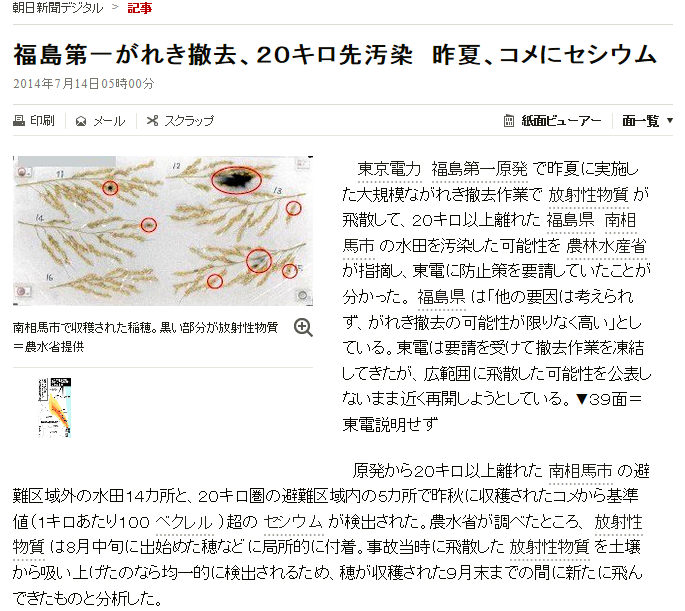 朝日新聞デジタル > 記事
福島第一がれき撤去、20キロ先汚染　昨夏、コメにセシウム
2014年7月14日05時00分
印刷 メール スクラップ 紙面ビューアー 面一覧 ▼
11 12
13
14
16 15
南相馬市で収穫された稲穂。黒い部分が放射性物質
＝農水省提供
東京電力 福島第一原発 で昨夏に実施し
た大規模ながれき撤去作業で 放射性物質 が
飛散して、20キロ以上離れた 福島県 南相
馬市 の水田を汚染した可能性を 農林水産省
が指摘し、東電に防止策を要請していたことが
分かった。 福島県 は「他の要因は考えられ
ず、がれき撤去の可能性が限りなく高い」とし
ている。東電は要請を受けて撤去作業を凍結
してきたが、広範囲に飛散した可能性を公表し
ないまま近く再開しようとしている。▼39面＝
東電説明せず
原発から20キロ以上離れた 南相馬市 の避
難区域外の水田14カ所と、20キロ圏の避難区域内の5カ所で昨秋に収穫されたコメから基準
値（1キロあたり100 ベクレル ）超の セシウム が検出された。農水省が調べたところ、 放射性
物質 は8月中旬に出始めた穂などに局所的に付着。事故当時に飛散した 放射性物質 を土壌
から吸い上げたのなら均一的に検出されるため、穂が収穫された9月末までの間に新たに飛ん
できたものと分析した。